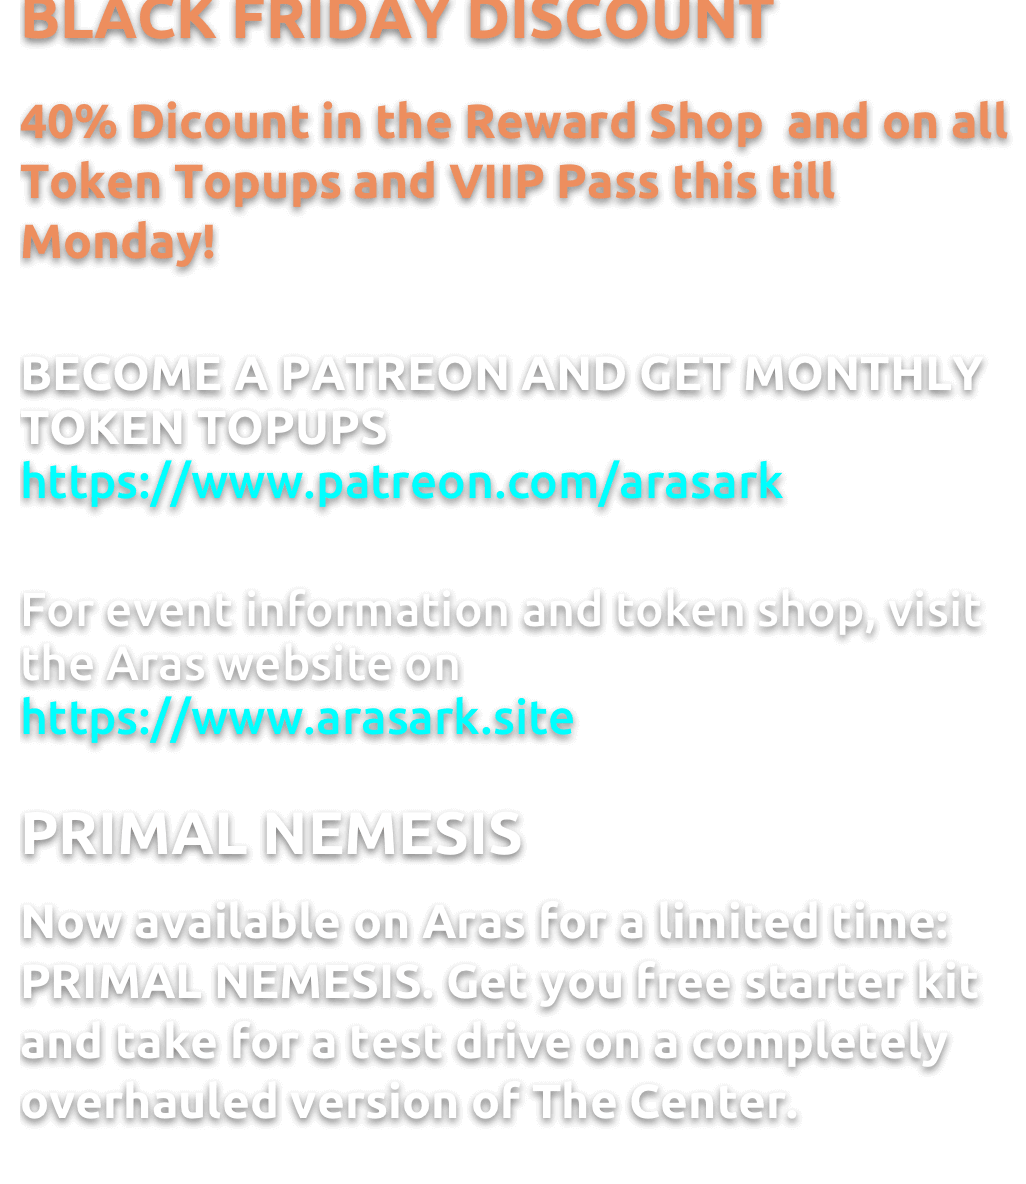 BLACK FRIDAY DISCOUNT
40% Dicount in the Reward Shop  and on all
Token Topups and VIIP Pass this till
Monday!
BECOME A PATREON AND GET MONTHLY
TOKEN TOPUPS
https://www.patreon.com/arasark
For event information and token shop, visit
the Aras website on
https://www.arasark.site
PRIMAL NEMESIS
Now available on Aras for a limited time:
PRIMAL NEMESIS. Get you free starter kit
and take for a test drive on a completely
overhauled version of The Center.